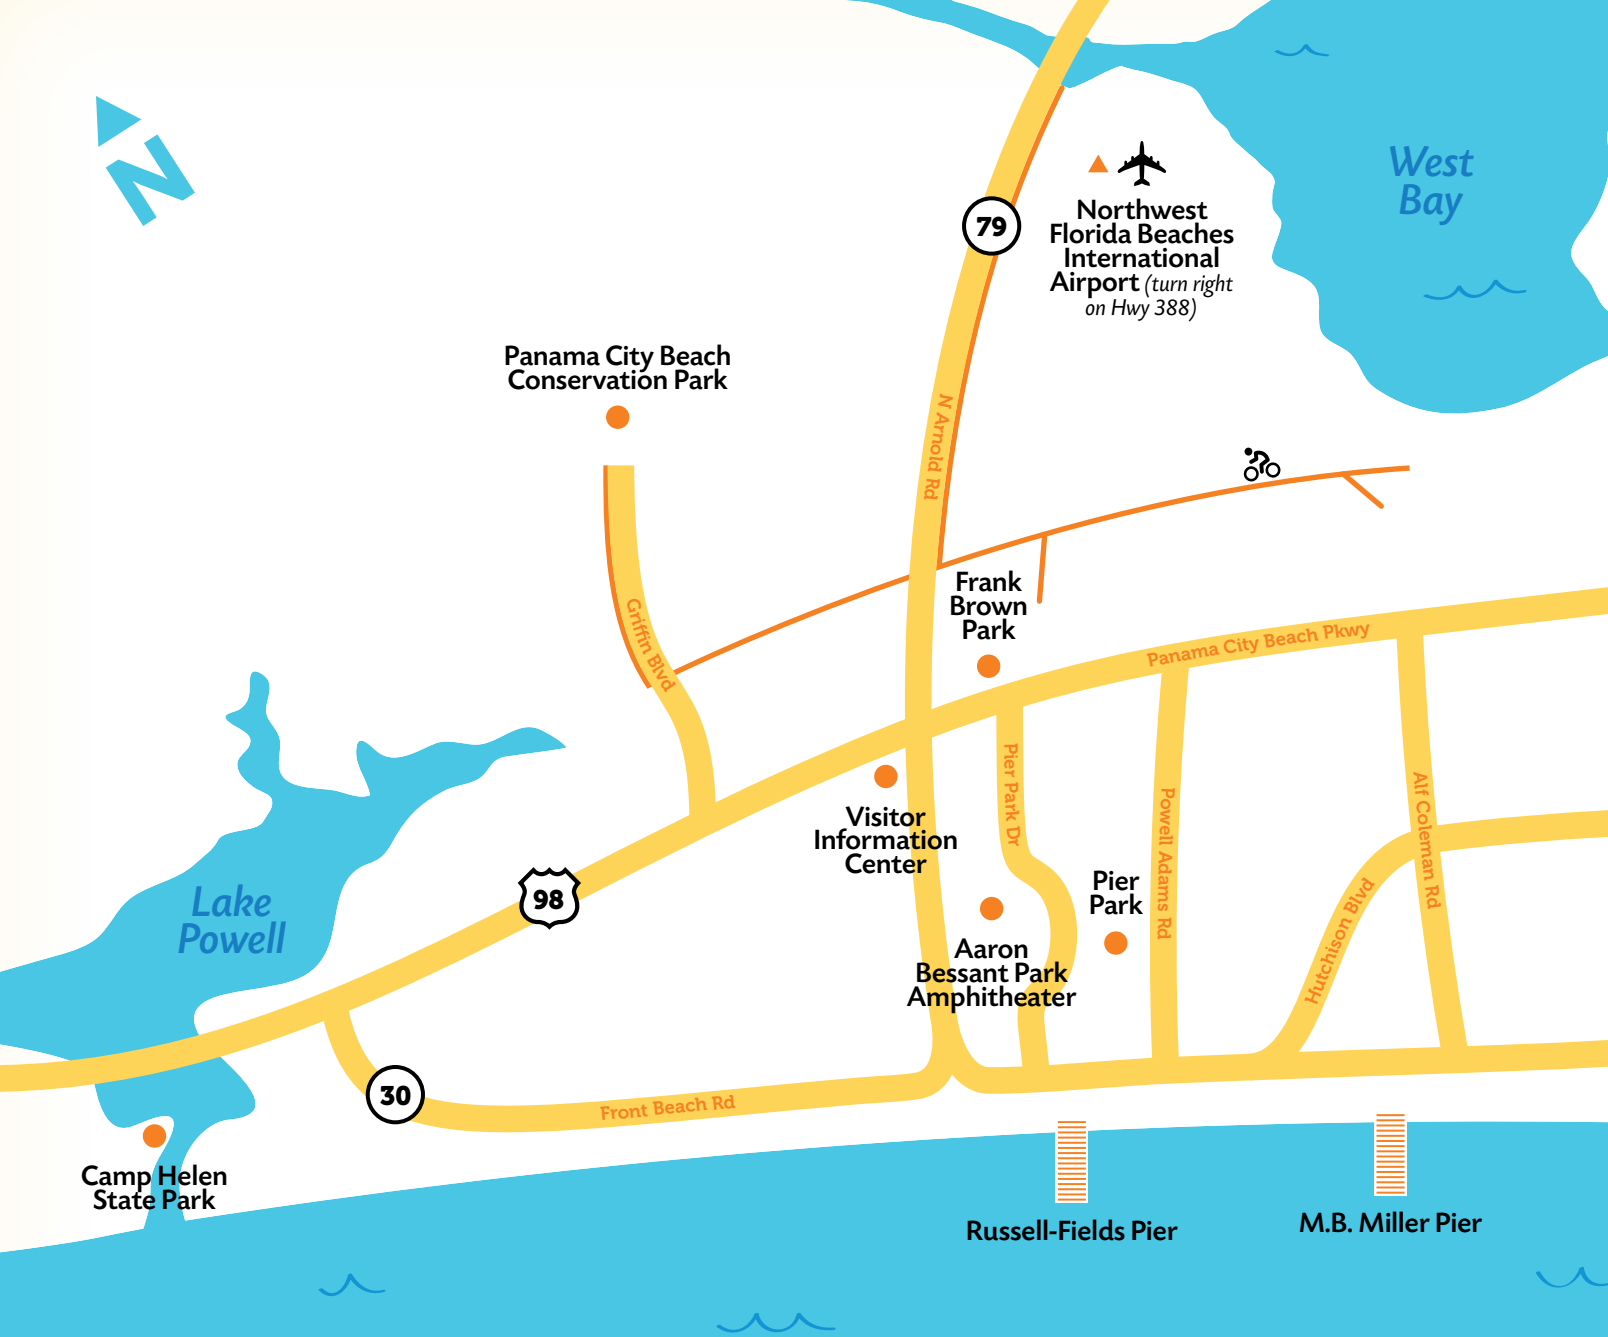 N
West
Bay
79
Northwest
Florida Beaches
International
Airport (turn right
on Hwy 388)
Panama City Beach
Conservation Park
N Arnold Rd
Griffin Blvd
Frank
Brown
Park
Panama City Beach Pkwy
Visitor
Information
Center
Pier Park Dr
Powell Adams Rd
Alf Coleman Rd
Hutchison Blvd
Pier
Park
98
Lake
Powell
Aaron
Bessant Park
Amphitheater
30
Front Beach Rd
Camp Helen
State Park
Russell-Fields Pier
M.B. Miller Pier